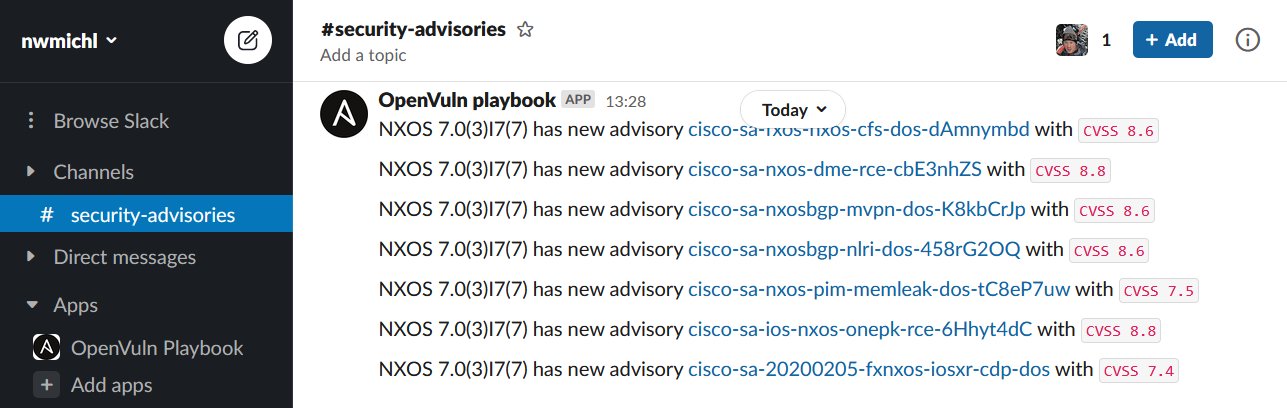 nwmichl
Browse Slack
Channels
# security-advisories
Direct messages
Apps
OpenVuln Playbook
+ Add apps
#security-advisories
Add a topic
1
+ Add
OpenVuln playbook APP 13:28
Today
NXOS 7.0(3)I7(7) has new advisory cisco-sa-fxos-nxos-cfs-dos-dAmnymbd with CVSS 8.6
NXOS 7.0(3)I7(7) has new advisory cisco-sa-nxos-dme-rce-cbE3nhZS with CVSS 8.8
NXOS 7.0(3)I7(7) has new advisory cisco-sa-nxosbgp-mvpn-dos-K8kbCrJp with CVSS 8.6
NXOS 7.0(3)I7(7) has new advisory cisco-sa-nxosbgp-nlri-dos-458rG2OQ with CVSS 8.6
NXOS 7.0(3)I7(7) has new advisory cisco-sa-nxos-pim-memleak-dos-tC8eP7uw with CVSS 7.5
NXOS 7.0(3)I7(7) has new advisory cisco-sa-ios-nxos-onepk-rce-6Hhyt4dC with CVSS 8.8
NXOS 7.0(3)I7(7) has new advisory cisco-sa-20200205-fxnxos-iosxr-cdp-dos with CVSS 7.4